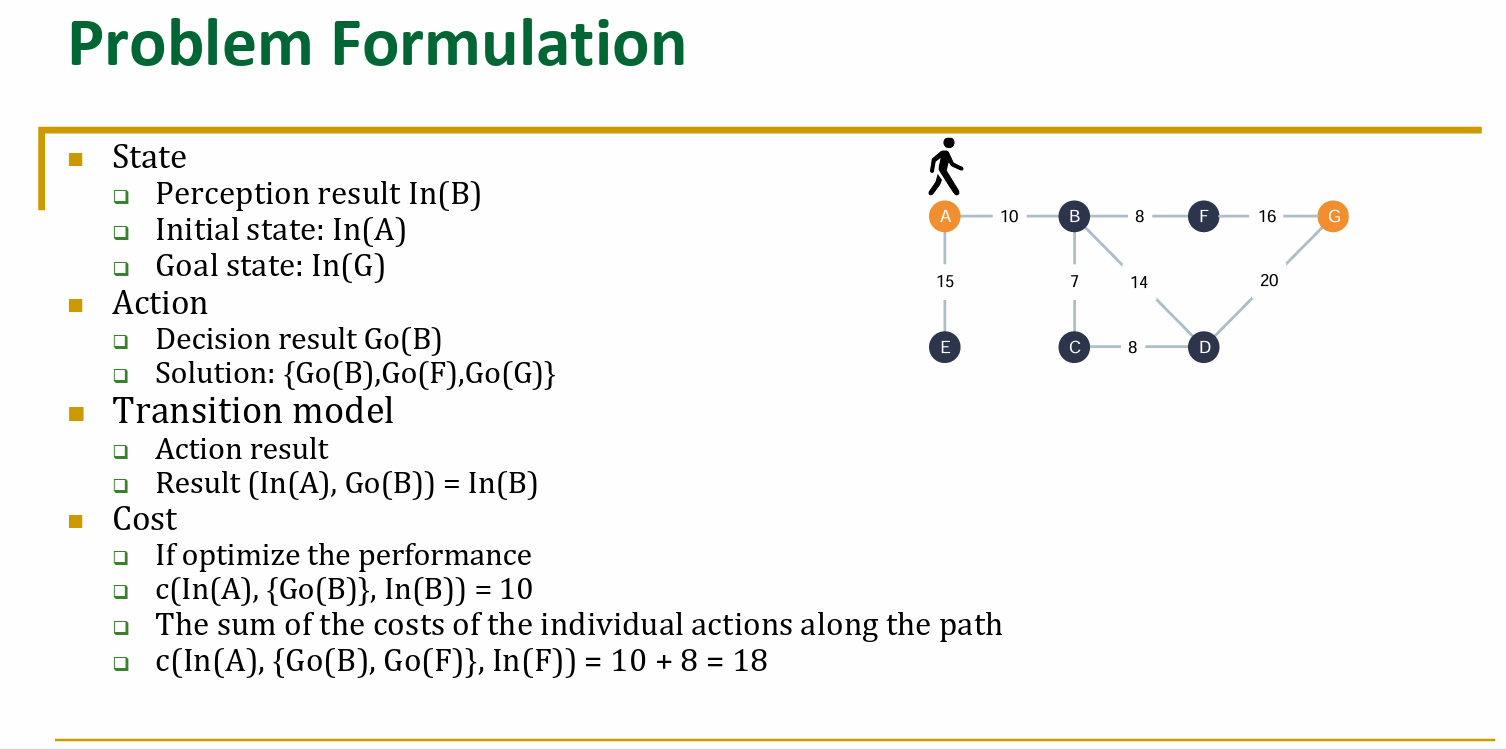 Problem Formulation
State
Perception result In(B)
Initial state: In(A)
Goal state: In(G)
Action
Decision result Go(B)
Solution: {Go(B),Go(F),Go(G)}
Transition model
Action result
Result (In(A), Go(B)) = In(B)
Cost
If optimize the performance
c(In(A), {Go(B)}, In(B)) = 10
The sum of the costs of the individual actions along the path
c(In(A), {Go(B), Go(F)}, In(F)) = 10 + 8 = 18
A 10 B 8 F 16 G
15 7 14 20
E C 8 D